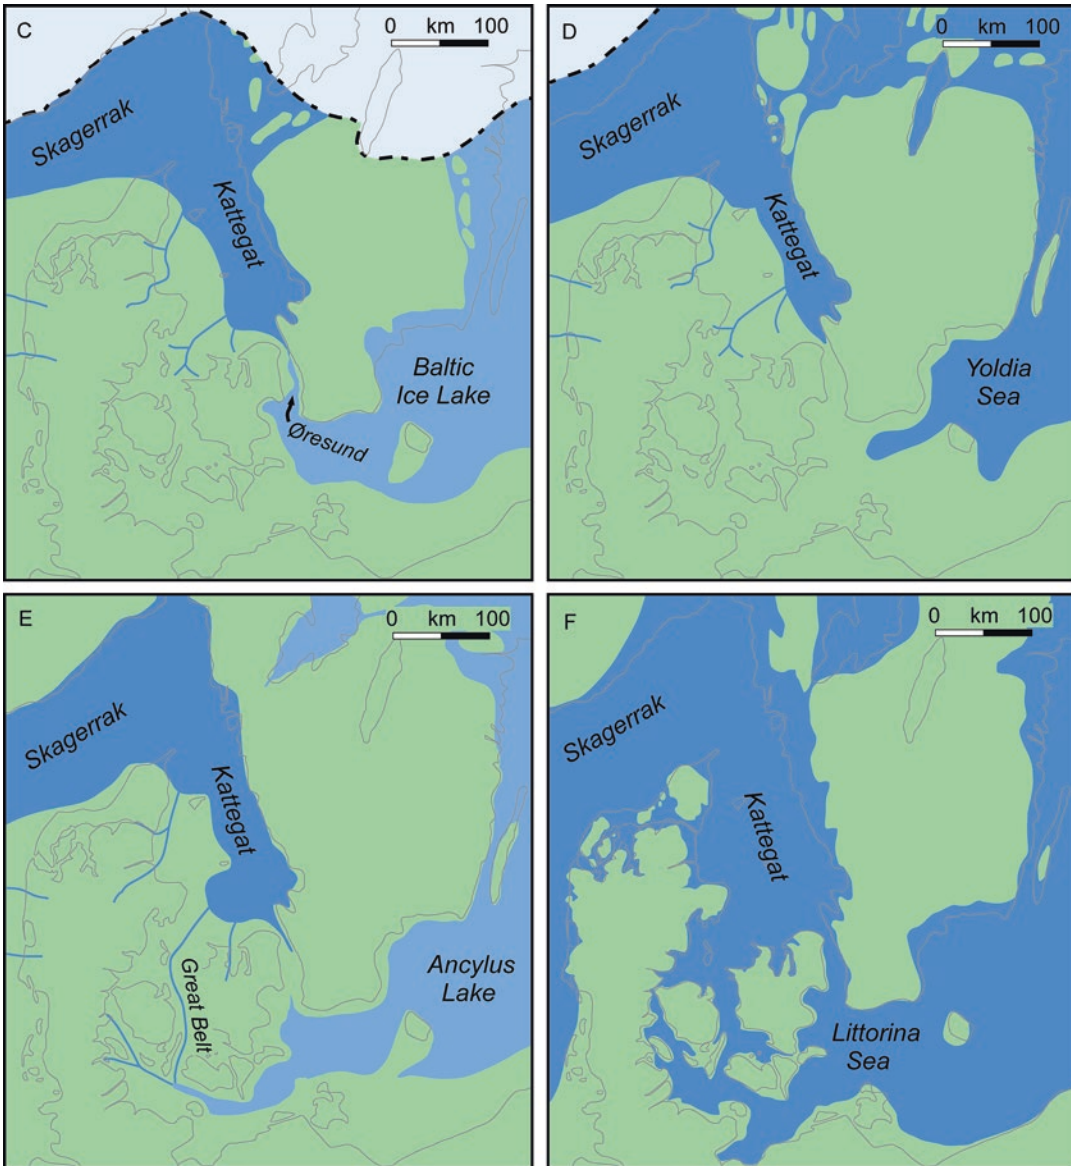 C
0 km 100
Skagerrak
Kattegat
Baltic
Ice Lake
Øresund
D
0 km 100
Skagerrak
Kattegat
Yoldia
Sea
E
0 km 100
Skagerrak
Kattegat
Great Belt
Ancylus
Lake
F
0 km 100
Skagerrak
Kattegat
Littorina
Sea